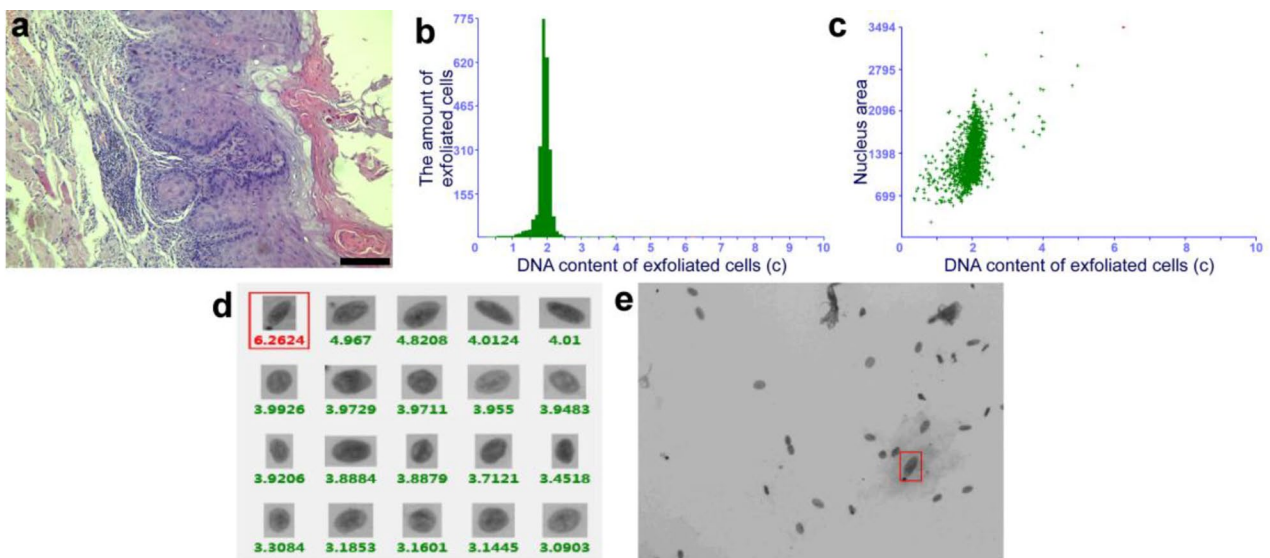 a
b
The amount of
exfoliated cells
775
620
465
310
155
0 1 2 3 4 5 6 7 8 9 10
DNA content of exfoliated cells (c)
c
Nucleus area
3494
2795
2096
1398
699
0 2 4 6 8 10
DNA content of exfoliated cells (c)
d
6.2624 4.967 4.8208 4.0124 4.01
3.9926 3.9729 3.9711 3.955 3.9483
3.9206 3.8884 3.8879 3.7121 3.4518
3.3084 3.1853 3.1601 3.1445 3.0903
e